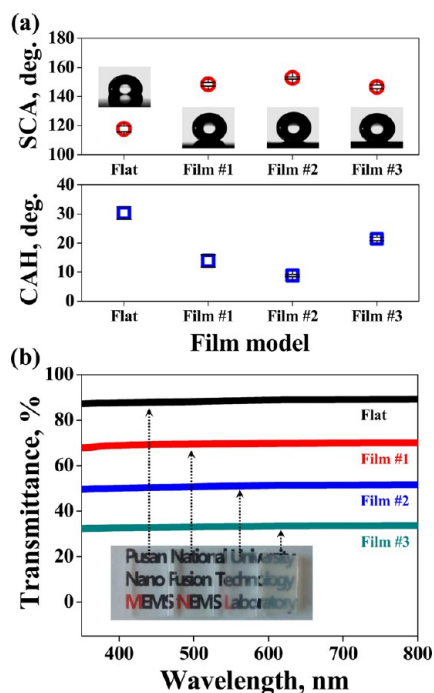 (a)
SCA, deg.
180
160
140
120
100
Flat
Film #1
Film #2
Film #3
CAH, deg.
40
30
20
10
0
Flat
Film #1
Film #2
Film #3
Film model
(b)
Transmittance, %
100
80
60
40
20
0
Flat
Film #1
Film #2
Film #3
Pusan National University
Nano Fusion Technology
MEMS NEMS Laboratory
400
500
600
700
800
Wavelength, nm